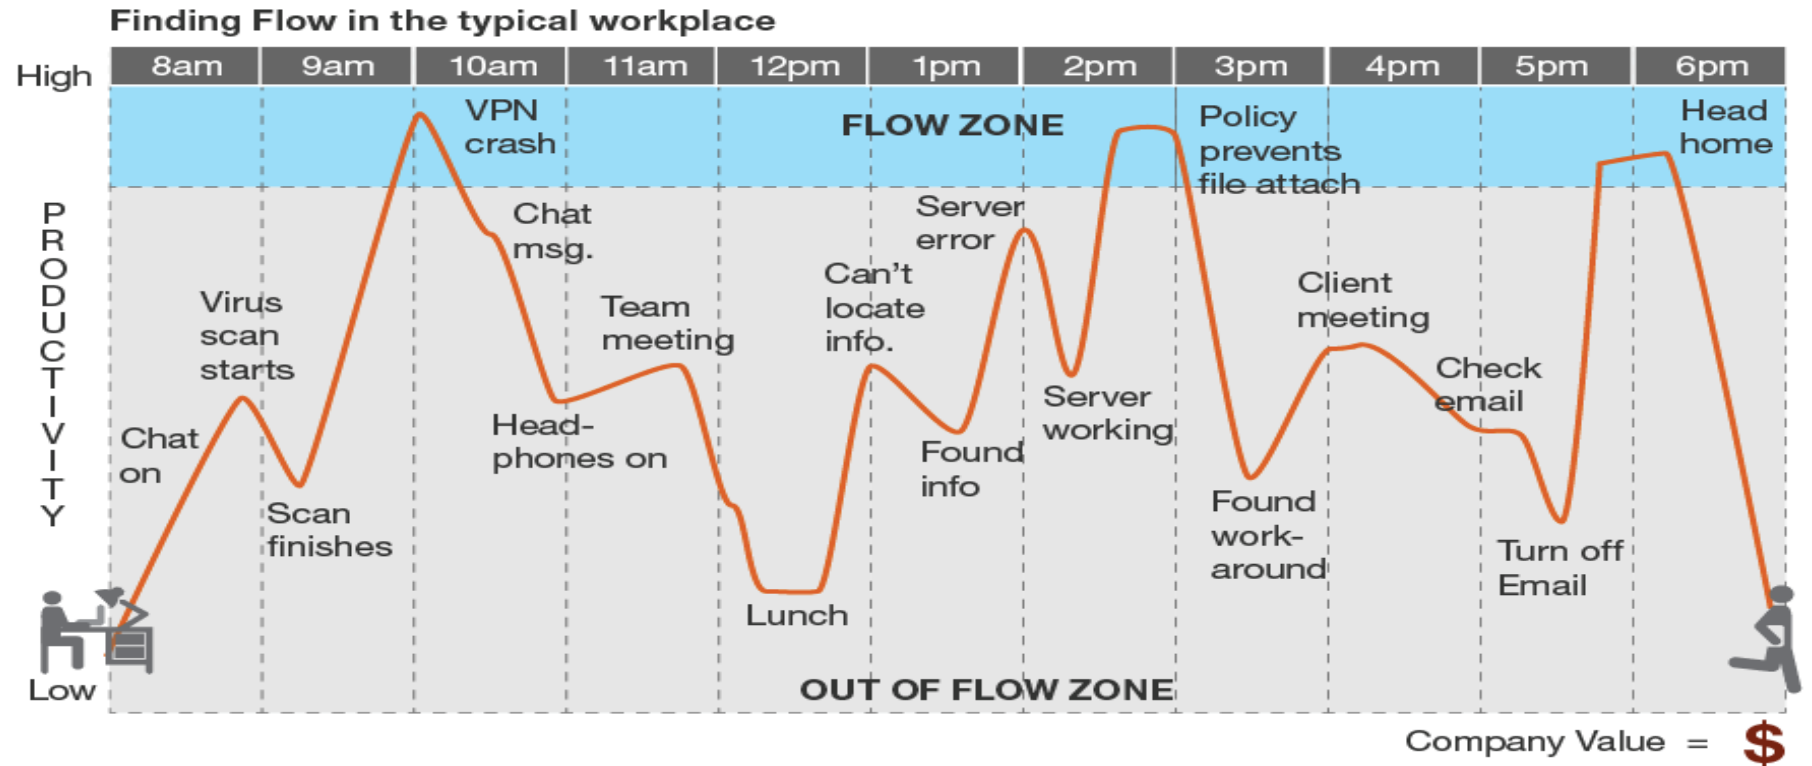 Finding Flow in the typical workplace
8am 9am 10am 11am 12pm 1pm 2pm 3pm 4pm 5pm 6pm
High
PRODUCTIVITY
Low
FLOW ZONE
Chat
on
Virus
scan
starts
Scan
finishes
VPN
crash
Chat
msg.
Head-
phones on
Team
meeting
Lunch
Can't
locate
info.
Found
info
Server
error
Server
working
Policy
prevents
file attach
Found
work-
around
Client
meeting
Check
email
Turn off
Email
Head
home
OUT OF FLOW ZONE
Company Value = $